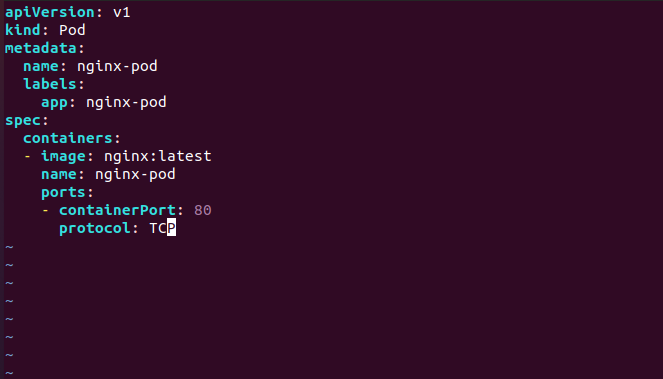 apiVersion: v1
kind: Pod
metadata:
  name: nginx-pod
  labels:
    app: nginx-pod
spec:
  containers:
  - image: nginx:latest
    name: nginx-pod
    ports:
    - containerPort: 80
      protocol: TCP
~
~
~
~
~
~
~
~